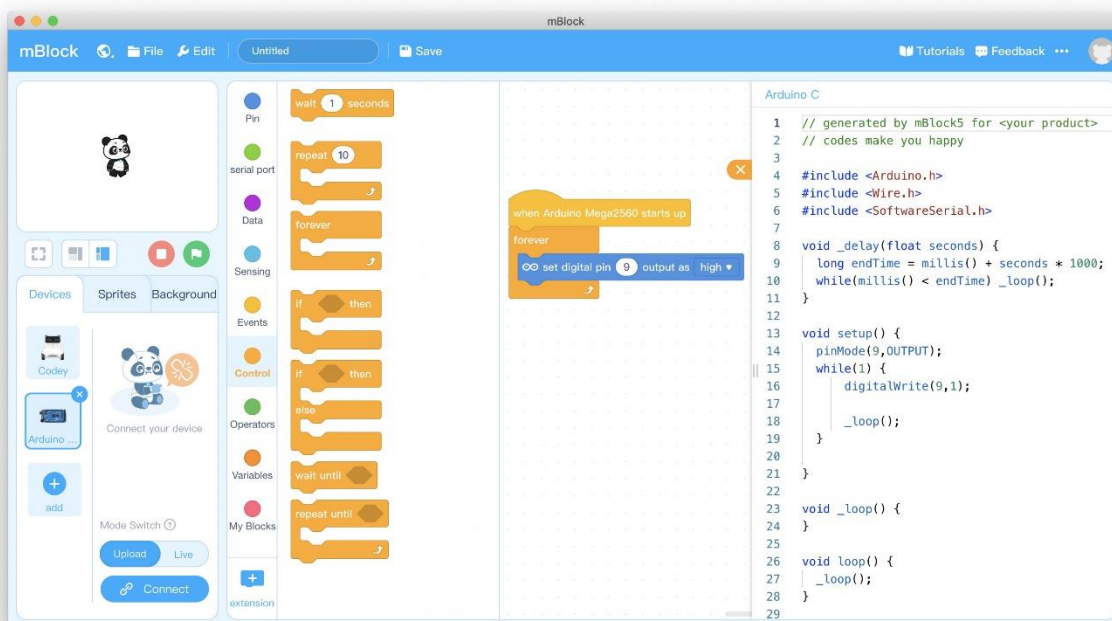 mBlock
mBlock File Edit Untitled Save Tutorials Feedback
Devices Sprites Background
Codey
Arduino ...
add
Connect your device
Mode Switch ?
Upload Live
Connect
Pin
serial port
Data
Sensing
Events
Control
Operators
Variables
My Blocks
extension
wait 1 seconds
repeat 10
forever
if then
if then
else
wait until
repeat until
when Arduino Mega2560 starts up
forever
set digital pin 9 output as high
Arduino C
1 // generated by mBlock5 for <your product>
2 // codes make you happy
3
4 #include <Arduino.h>
5 #include <Wire.h>
6 #include <SoftwareSerial.h>
7
8 void _delay(float seconds) {
9 long endTime = millis() + seconds * 1000;
10 while(millis() < endTime) _loop();
11 }
12
13 void setup() {
14 pinMode(9,OUTPUT);
15 while(1) {
16 digitalWrite(9,1);
17
18 _loop();
19 }
20
21 }
22
23 void _loop() {
24 }
25
26 void loop() {
27 _loop();
28 }
29